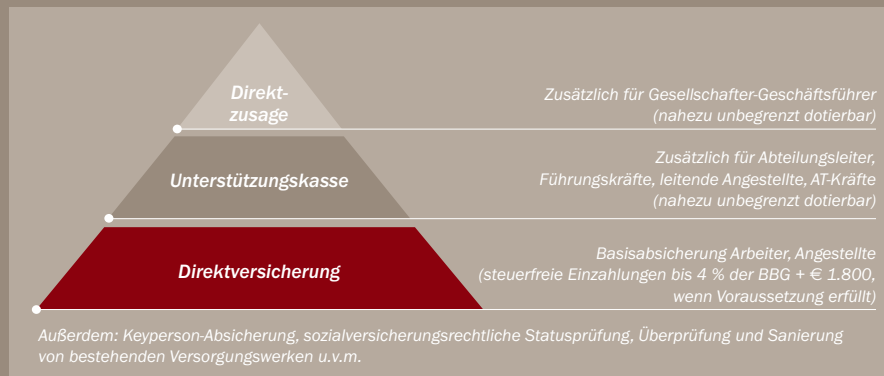 Direkt-
zusage
Zusätzlich für Gesellschafter-Geschäftsführer
(nahezu unbegrenzt dotierbar)
Unterstützungskasse
Zusätzlich für Abteilungsleiter,
Führungskräfte, leitende Angestellte, AT-Kräfte
(nahezu unbegrenzt dotierbar)
Direktversicherung
Basisabsicherung Arbeiter, Angestellte
(steuerfreie Einzahlungen bis 4 % der BBG + € 1.800,
wenn Voraussetzung erfüllt)
Außerdem: Keyperson-Absicherung, sozialversicherungsrechtliche Statusprüfung, Überprüfung und Sanierung
von bestehenden Versorgungswerken u.v.m.